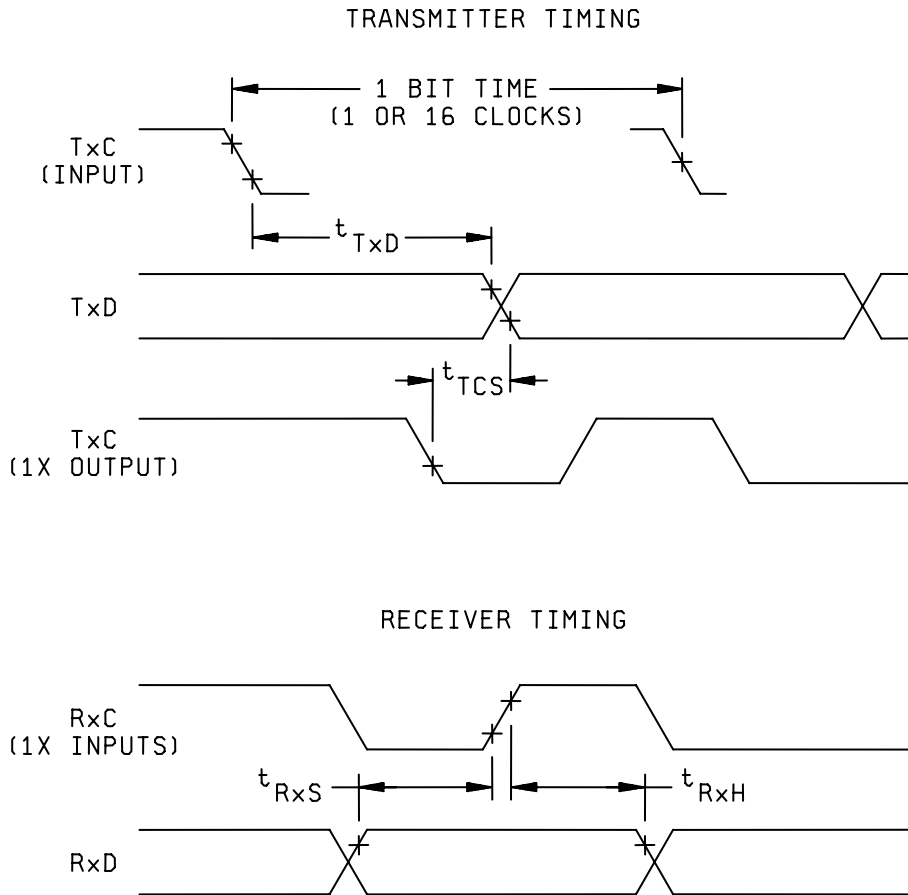 TRANSMITTER TIMING
1 BIT TIME
(1 OR 16 CLOCKS)
TxC
(INPUT)
tTxD
TxD
tTCS
TxC
(1X OUTPUT)
RECEIVER TIMING
RxC
(1X INPUTS)
tRxS
tRxH
RxD